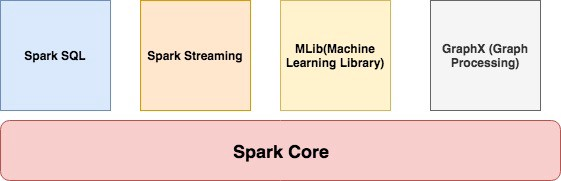 Spark SQL
Spark Streaming
MLib(Machine
Learning Library)
GraphX (Graph
Processing)
Spark Core